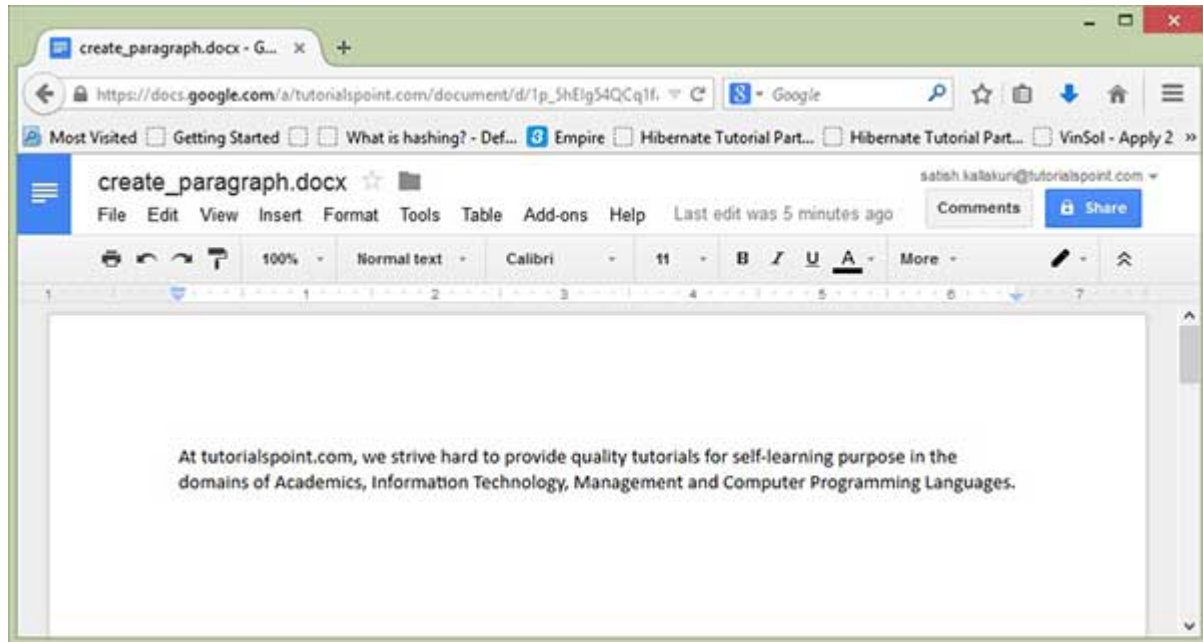 create_paragraph.docx - G...
https://docs.google.com/a/tutorialspoint.com/document/d/ Google
Most Visited Getting Started What is hashing? - Def... Empire Hibernate Tutorial Part... Hibernate Tutorial Part... VinSol - Apply 2 »
create_paragraph.docx
satish.kallakuri@tutorialspoint.com
File Edit View Insert Format Tools Table Add-ons Help Last edit was 5 minutes ago
Comments Share
100% Normal text Calibri 11 B I U A More
1 1 2 3 4 5 6 7
At tutorialspoint.com, we strive hard to provide quality tutorials for self-learning purpose in the
domains of Academics, Information Technology, Management and Computer Programming Languages.